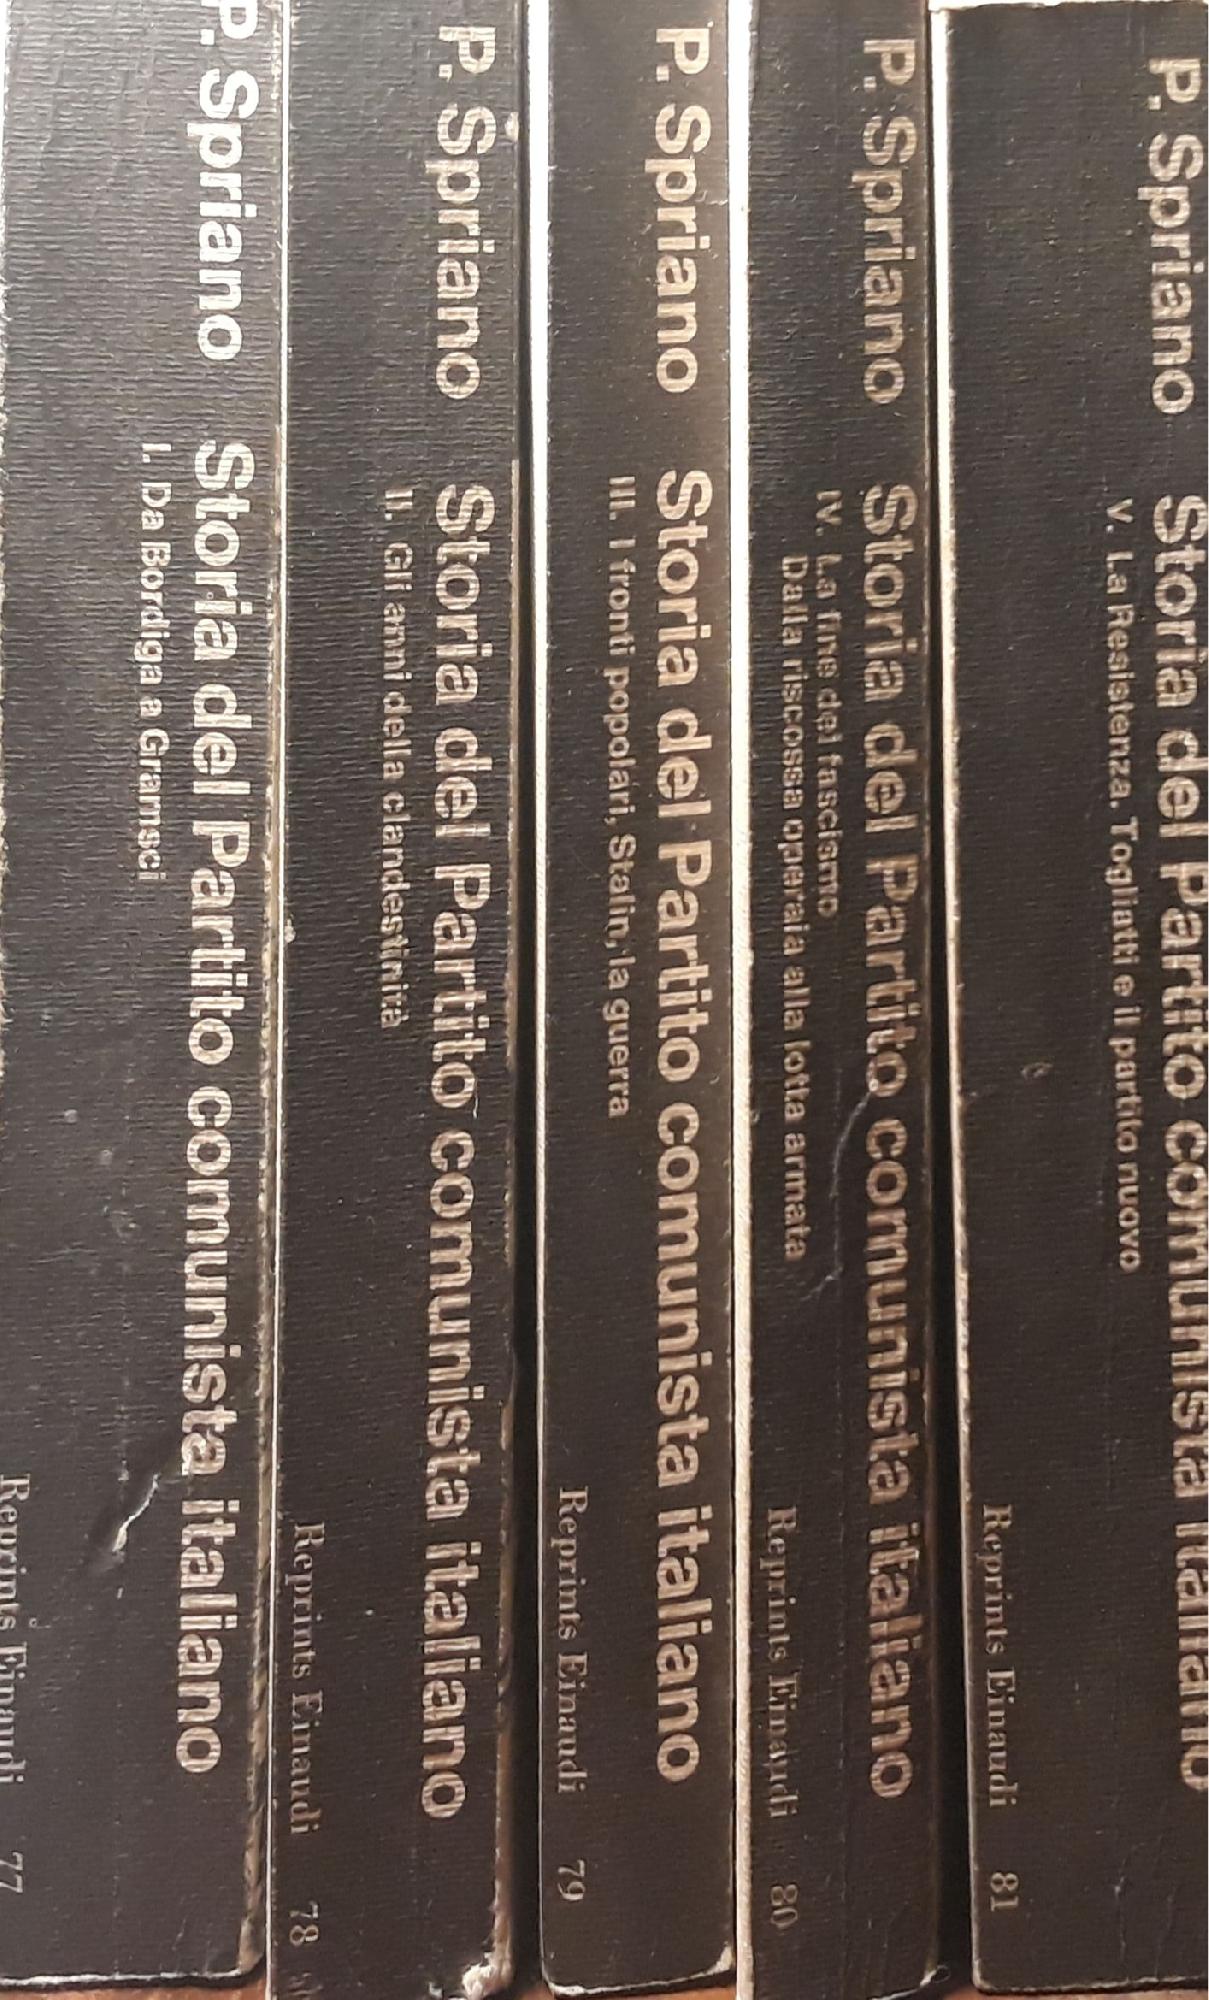 P. Spriano Storia del Partito comunista italiano
I. Da Bordiga a Gramsci
Reprints Einaudi 77
P. Spriano Storia del Partito comunista italiano
II. Gli anni della clandestinità
Reprints Einaudi 78
P. Spriano Storia del Partito comunista italiano
III. I fronti popolari, Stalin, la guerra
Reprints Einaudi 79
P. Spriano Storia del Partito comunista italiano
IV. La fine del fascismo
Dalla riscossa operaia alla lotta armata
Reprints Einaudi 80
P. Spriano Storia del Partito comunista italiano
V. La Resistenza. Togliatti e il partito nuovo
Reprints Einaudi 81